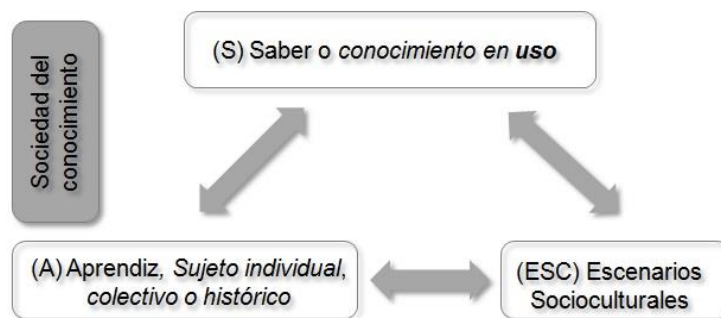 Sociedad del
conocimiento
(S) Saber o conocimiento en uso
(A) Aprendiz, Sujeto individual,
colectivo o histórico
(ESC) Escenarios
Socioculturales